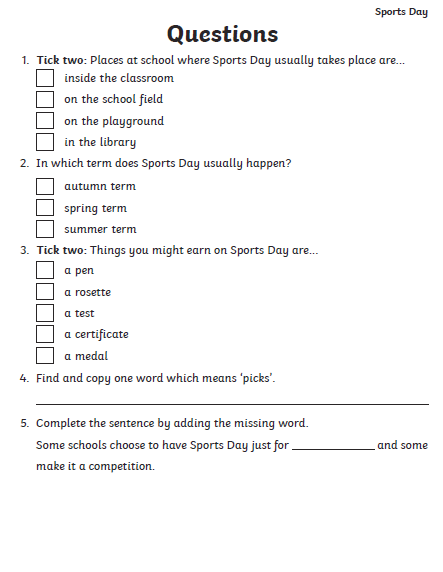 Sports Day
Questions
1. Tick two: Places at school where Sports Day usually takes place are...
inside the classroom
on the school field
on the playground
in the library
2. In which term does Sports Day usually happen?
autumn term
spring term
summer term
3. Tick two: Things you might earn on Sports Day are...
a pen
a rosette
a test
a certificate
a medal
4. Find and copy one word which means ‘picks’.
5. Complete the sentence by adding the missing word.
Some schools choose to have Sports Day just for ______________ and some
make it a competition.